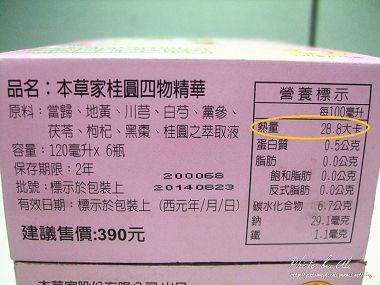 品名：本草家桂圓四物精華
原料：當歸、地黃、川芎、白芍、黨參、
茯苓、枸杞、黑棗、桂圓之萃取液
容量：120毫升x 6瓶
保存期限：2年
200068
批號：標示於包裝上 20140823
有效日期：標示於包裝上（西元年/月/日）
建議售價:390元
營養標示
每100毫升
熱量 28.8大卡
蛋白質 0.5公克
脂肪 0.0公克
飽和脂肪 0.0公克
反式脂肪 0.0公克
碳水化合物 6.7公克
鈉 29.1毫克
鐵 1.1毫克
Photo by Ali